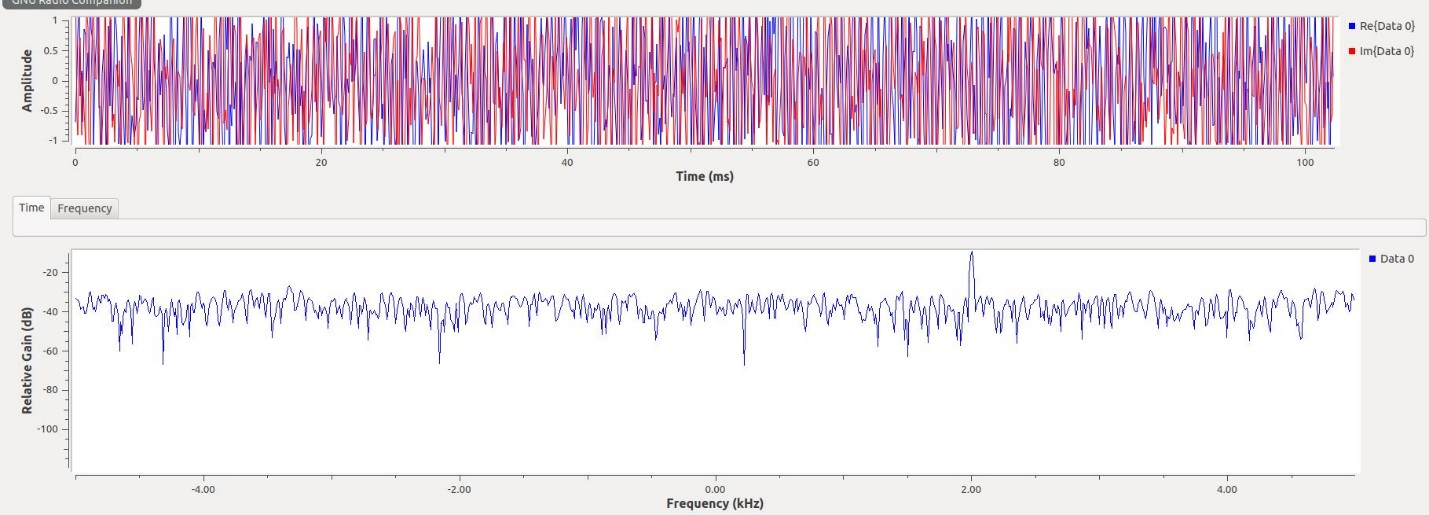 GNU Radio Companion
1
0.5
0
-0.5
-1
Amplitude
Re{Data 0}
Im{Data 0}
0 20 40 60 80 100
Time (ms)
Time Frequency
-20
-40
-60
-80
-100
Relative Gain (dB)
Data 0
-4.00 -2.00 0.00 2.00 4.00
Frequency (kHz)